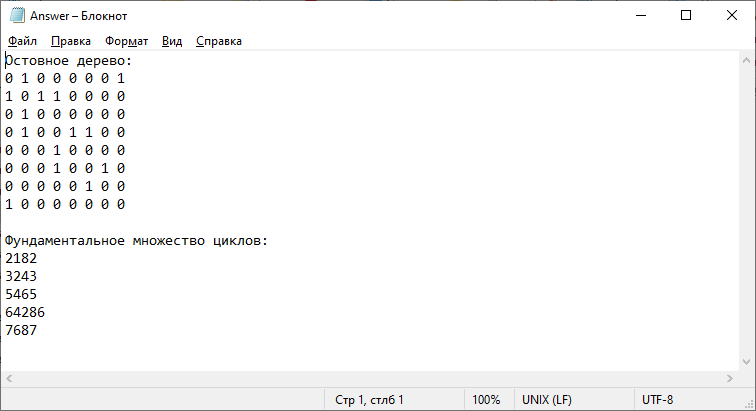 Answer – Блокнот
Файл Правка Формат Вид Справка
Остовное дерево:
0 1 0 0 0 0 0 1
1 0 1 1 0 0 0 0
0 1 0 0 0 0 0 0
0 1 0 0 1 1 0 0
0 0 0 1 0 0 0 0
0 0 0 1 0 0 1 0
0 0 0 0 0 1 0 0
1 0 0 0 0 0 0 0
Фундаментальное множество циклов:
2182
3243
5465
64286
7687
Стр 1, стлб 1 100% UNIX (LF) UTF-8